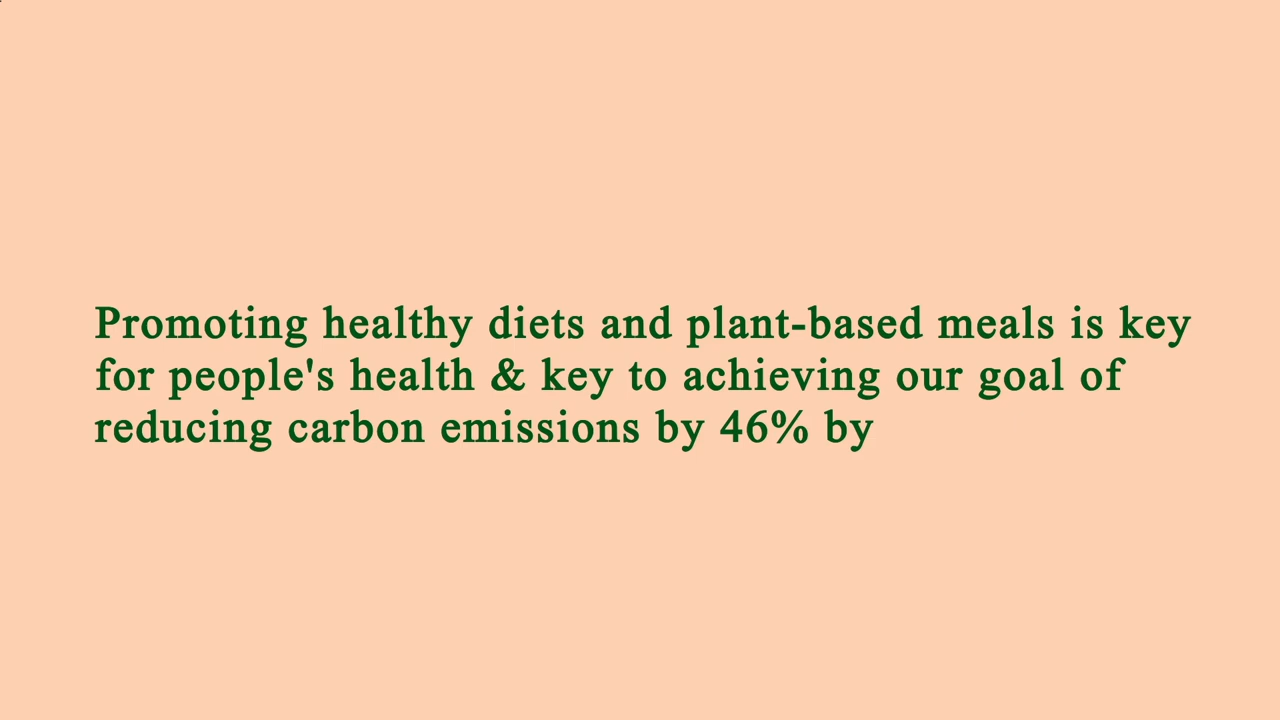 Promoting healthy diets and plant-based meals is key
for people's health & key to achieving our goal of
reducing carbon emissions by 46% by